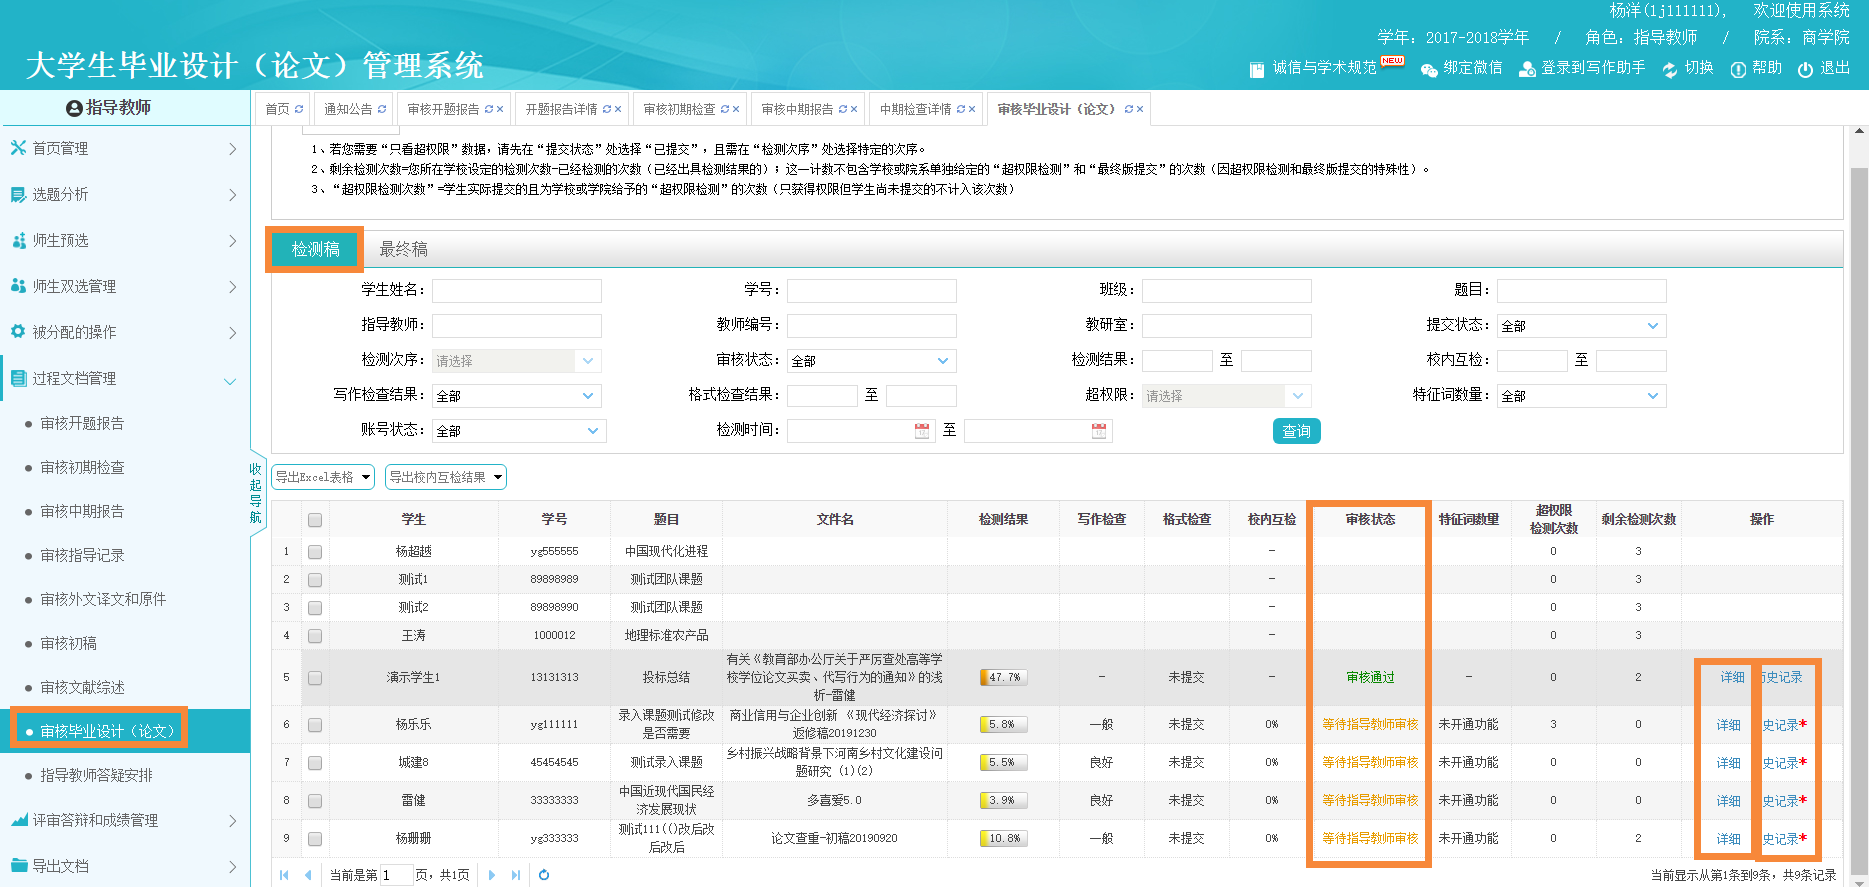 杨洋(lj111111),	欢迎使用系统
学年: 2017-2018学年 / 角色: 指导教师 / 院系: 商学院
大学生毕业设计（论文）管理系统
诚信与学术规范 NEW 绑定微信 登录到写作助手 切换 帮助 退出
指导教师
首页 通知公告 审核开题报告 × 开题报告详情 × 审核初期检查 × 审核中期报告 × 中期检查详情 × 审核毕业设计（论文） ×
首页管理
选题分析
师生预选
师生双选管理
被分配的操作
过程文档管理
审核开题报告
审核初期检查
审核中期报告
审核指导记录
审核外文译文和原件
审核初稿
审核文献综述
审核毕业设计（论文）
指导教师答疑安排
评审答辩和成绩管理
导出文档
收起导航
1、若您需要“只看超权限”数据，请先在“提交状态”处选择“已提交”，且需在“检测次序”处选择特定的次序。
2、剩余检测次数=您所在学校设定的检测次数-已经检测的次数（已经出具检测结果的）；这一计数不包含学校或院系单独给定的“超权限检测”和“最终版提交”的次数（因超权限检测和最终版提交的特殊性）。
3、“超权限检测次数”=学生实际提交的且为学校或学院给予的“超权限检测”的次数（只获得权限但学生尚未提交的不计入该次数）
检测稿 最终稿
学生姓名： 学号： 班级： 题目：
指导教师： 教师编号： 教研室： 提交状态： 全部
检测次序： 请选择 审核状态： 全部 检测结果： 至 校内互检： 至
写作检查结果： 全部 格式检查结果： 至 超权限： 请选择 特征词数量： 全部
账号状态： 全部 检测时间： 至 查询
导出Excel表格 导出校内互检结果
学生 学号 题目 文件名 检测结果 写作检查 格式检查 校内互检 审核状态 特征词数量 超权限检测次数 剩余检测次数 操作
1 杨超越 yg555555 中国现代化进程 - 0 3
2 测试1 89898989 测试团队课题 - 0 3
3 测试2 89898990 测试团队课题 - 0 3
4 王涛 1000012 地理标准农产品 - 0 3
5 演示学生1 13131313 投标总结 有关《教育部办公厅关于严厉查处高等学校学位论文买卖、代写行为的通知》的浅析-雷健 47.7% - 未提交 - 审核通过 - 0 2 详细 历史记录
6 杨乐乐 yg111111 录入课题测试修改是否需要 商业信用与企业创新 《现代经济探讨》返修稿20191230 5.8% 一般 未提交 0% 等待指导教师审核 未开通功能 3 0 详细 史记录*
7 城建8 45454545 测试录入课题 乡村振兴战略背景下河南乡村文化建设问题研究 (1)(2) 5.5% 良好 未提交 0% 等待指导教师审核 未开通功能 0 0 详细 史记录*
8 雷健 33333333 中国近现代国民经济发展现状 多喜爱5.0 3.9% 良好 未提交 0% 等待指导教师审核 未开通功能 0 0 详细 史记录*
9 杨珊珊 yg333333 测试111(()改后改后改后 论文查重-初稿20190920 10.8% 一般 未提交 0% 等待指导教师审核 未开通功能 0 2 详细 史记录*
当前是第 1 页，共1页
当前显示从第1条到9条，共9条记录